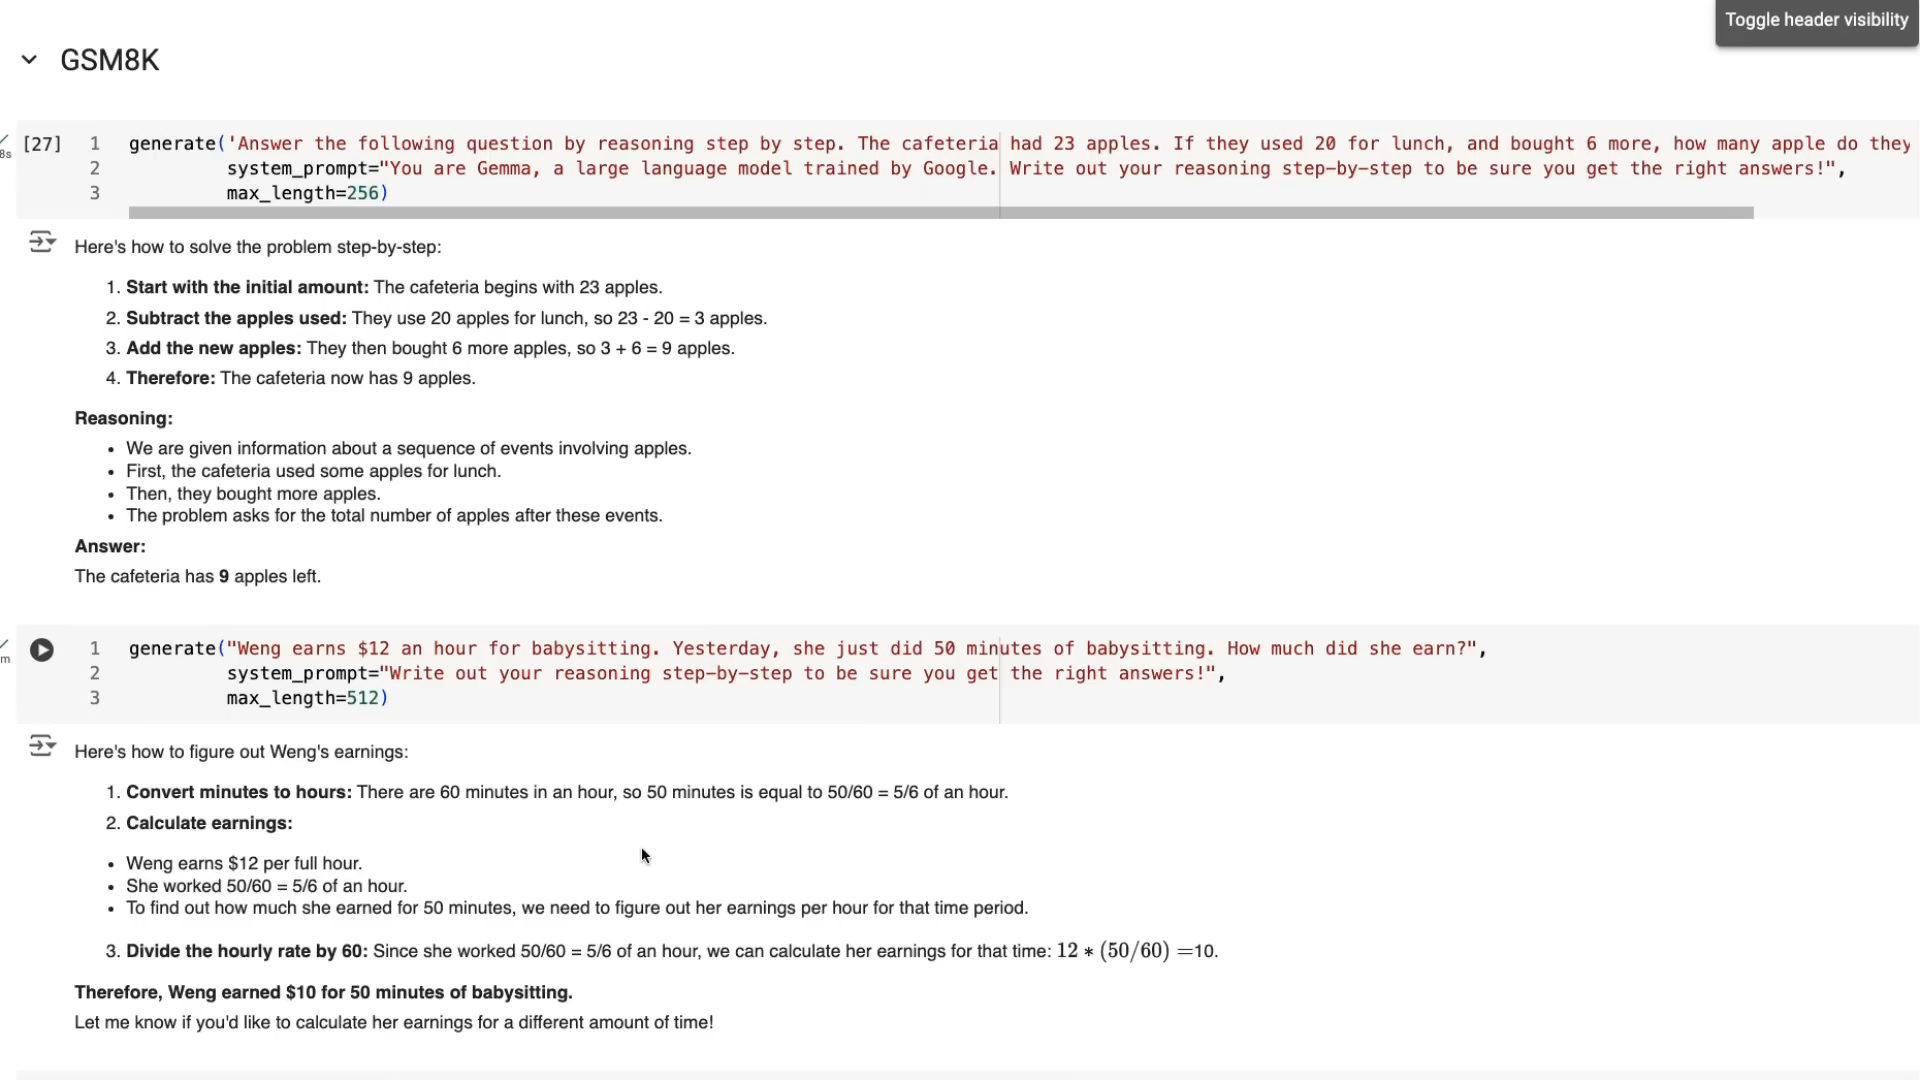 Toggle header visibility
GSM8K
[27] 1 generate('Answer the following question by reasoning step by step. The cafeteria had 23 apples. If they used 20 for lunch, and bought 6 more, how many apple do they
8s
2 system_prompt="You are Gemma, a large language model trained by Google. Write out your reasoning step-by-step to be sure you get the right answers!",
3 max_length=256)
Here's how to solve the problem step-by-step:
1. Start with the initial amount: The cafeteria begins with 23 apples.
2. Subtract the apples used: They use 20 apples for lunch, so 23 - 20 = 3 apples.
3. Add the new apples: They then bought 6 more apples, so 3 + 6 = 9 apples.
4. Therefore: The cafeteria now has 9 apples.
Reasoning:
• We are given information about a sequence of events involving apples.
• First, the cafeteria used some apples for lunch.
• Then, they bought more apples.
• The problem asks for the total number of apples after these events.
Answer:
The cafeteria has 9 apples left.
1 generate("Weng earns $12 an hour for babysitting. Yesterday, she just did 50 minutes of babysitting. How much did she earn?",
m
2 system_prompt="Write out your reasoning step-by-step to be sure you get the right answers!",
3 max_length=512)
Here's how to figure out Weng's earnings:
1. Convert minutes to hours: There are 60 minutes in an hour, so 50 minutes is equal to 50/60 = 5/6 of an hour.
2. Calculate earnings:
• Weng earns $12 per full hour.
• She worked 50/60 = 5/6 of an hour.
• To find out how much she earned for 50 minutes, we need to figure out her earnings per hour for that time period.
3. Divide the hourly rate by 60: Since she worked 50/60 = 5/6 of an hour, we can calculate her earnings for that time: 12 * (50/60) =10.
Therefore, Weng earned $10 for 50 minutes of babysitting.
Let me know if you'd like to calculate her earnings for a different amount of time!